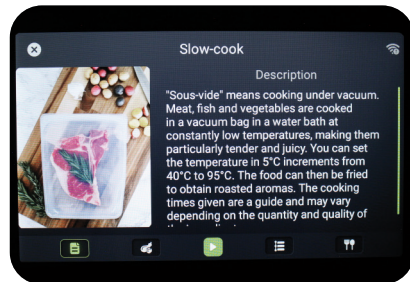 Slow-cook
Description
"Sous-vide" means cooking under vacuum.
Meat, fish and vegetables are cooked
in a vacuum bag in a water bath at
constantly low temperatures, making them
particularly tender and juicy. You can set
the temperature in 5°C increments from
40°C to 95°C. The food can then be fried
to obtain roasted aromas. The cooking
times given are a guide and may vary
depending on the quantity and quality of